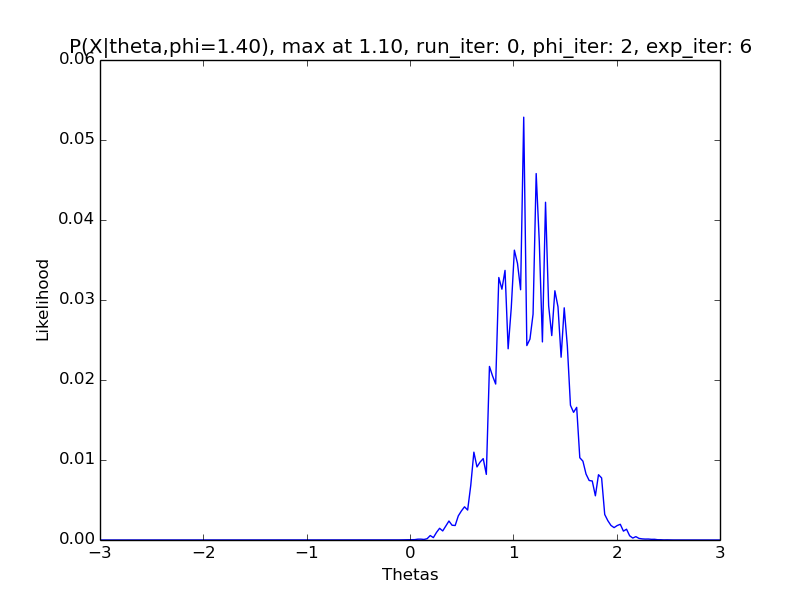 P(X|theta,phi=1.40), max at 1.10, run_iter: 0, phi_iter: 2, exp_iter: 6
0.06
0.05
0.04
0.03
0.02
0.01
0.00
Likelihood
−3 −2 −1 0 1 2 3
Thetas